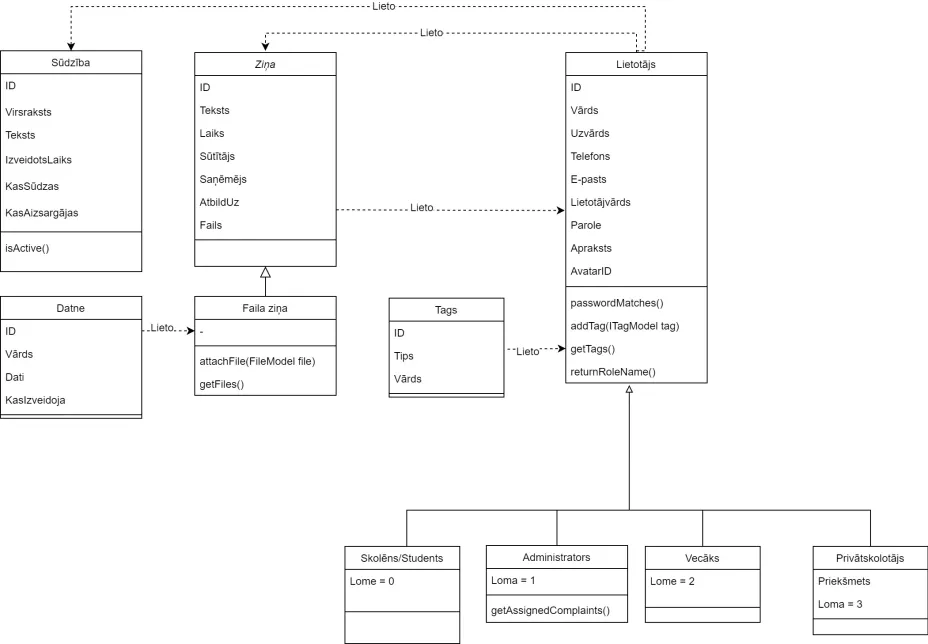 Lieto
Lieto
Sūdzība
ID
Virsraksts
Teksts
IzveidotsLaiks
KasSūdzas
KasAizsargājas
isActive()
Ziņa
ID
Teksts
Laiks
Sūtītājs
Saņēmējs
AtbildUz
Fails
Lieto
Lietotājs
ID
Vārds
Uzvārds
Telefons
E-pasts
Lietotājvārds
Parole
Apraksts
AvatarID
passwordMatches()
addTag(ITagModel tag)
getTags()
returnRoleName()
Datne
ID
Vārds
Dati
KasIzveidoja
Lieto
Faila ziņa
-
attachFile(FileModel file)
getFiles()
Tags
ID
Tips
Vārds
Lieto
Skolēns/Students
Lome = 0
Administrators
Loma = 1
getAssignedComplaints()
Vecāks
Lome = 2
Privātskolotājs
Priekšmets
Loma = 3